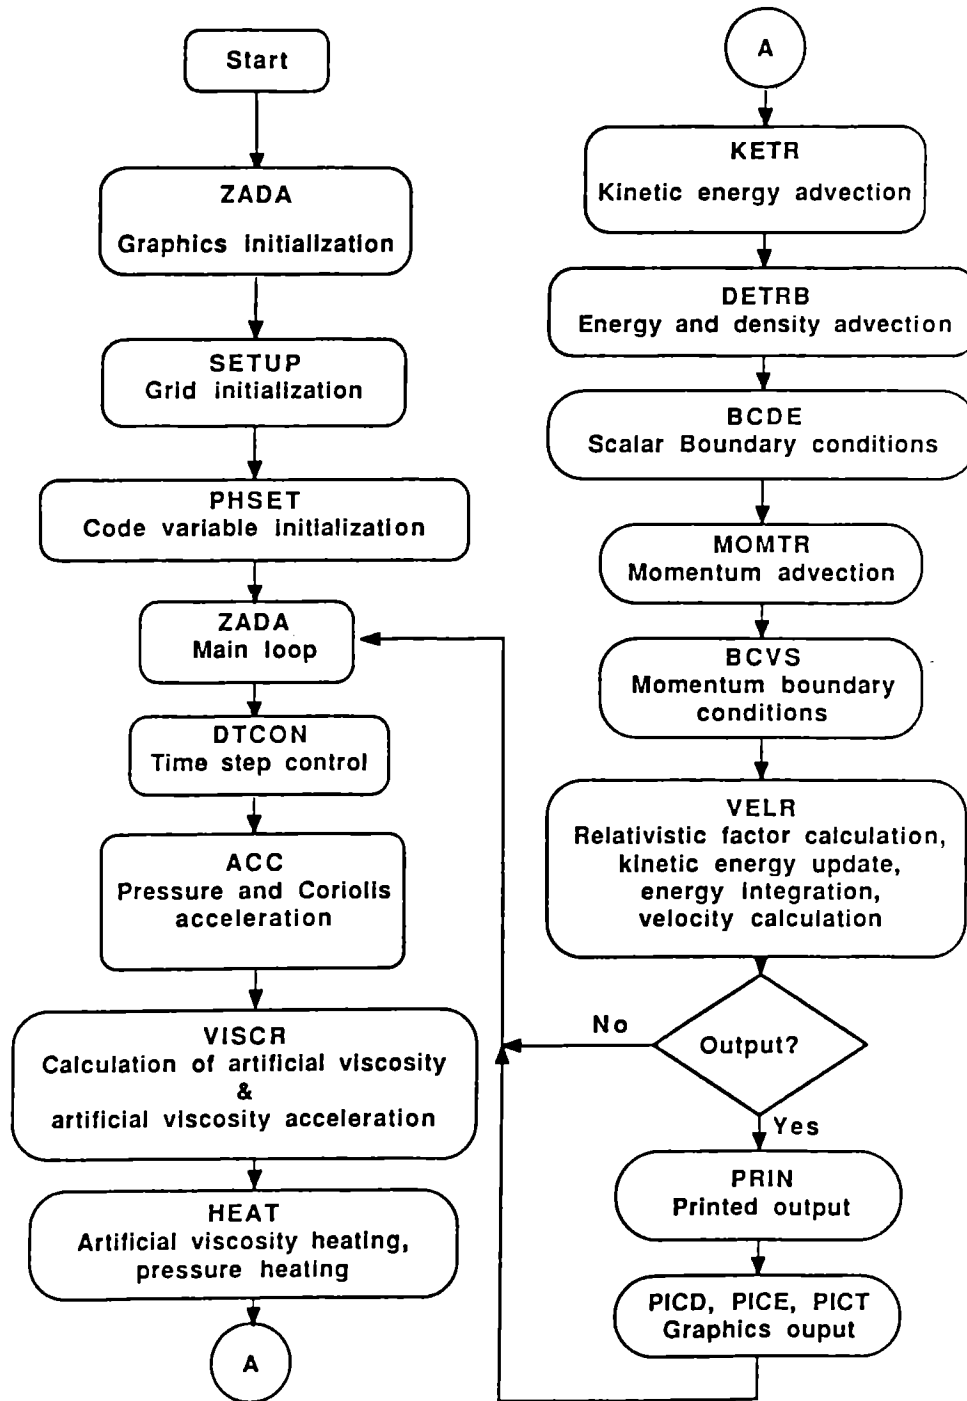 Start
ZADA
Graphics initialization
SETUP
Grid initialization
PHSET
Code variable initialization
ZADA
Main loop
DTCON
Time step control
ACC
Pressure and Coriolis
acceleration
VISCR
Calculation of artificial viscosity
&
artificial viscosity acceleration
HEAT
Artificial viscosity heating,
pressure heating
A
A
KETR
Kinetic energy advection
DETRB
Energy and density advection
BCDE
Scalar Boundary conditions
MOMTR
Momentum advection
BCVS
Momentum boundary
conditions
VELR
Relativistic factor calculation,
kinetic energy update,
energy integration,
velocity calculation
No
Output?
Yes
PRIN
Printed output
PICD, PICE, PICT
Graphics ouput